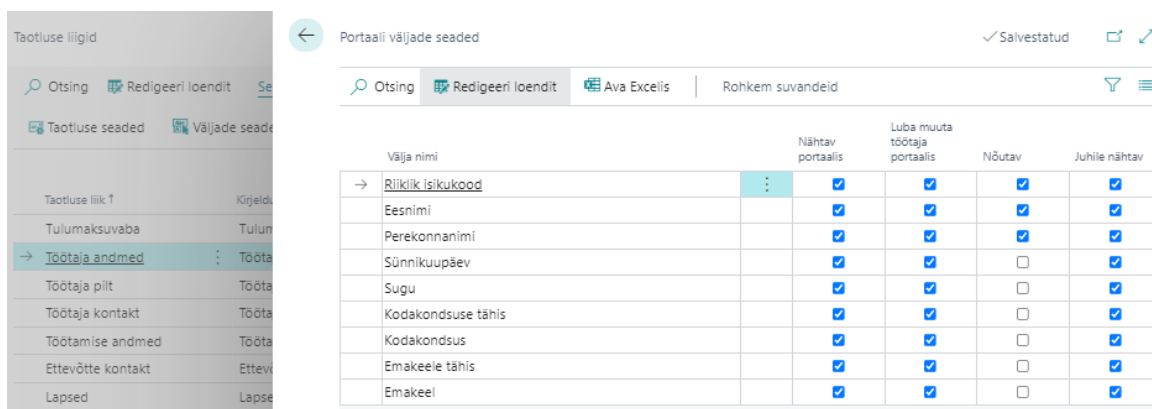 Taotluse liigid
Otsing Redigeeri loendit
Taotluse seaded
Taotluse liik ↑
Tulumaksuvaba
Töötaja andmed
Töötaja pilt
Töötaja kontakt
Töötamise andmed
Ettevõtte kontakt
Lapsed
Portaali väljade seaded
Salvestatud
Otsing Redigeeri loendit Ava Excelis Rohkem suvandeid
Välja nimi
Nähtav
portaalis
Luba muuta
töötaja
portaalis
Nõutav
Juhile nähtav
Riiklik isikukood
Eesnimi
Perekonnanimi
Sünnikuupäev
Sugu
Kodakondsuse tähis
Kodakondsus
Emakeele tähis
Emakeel